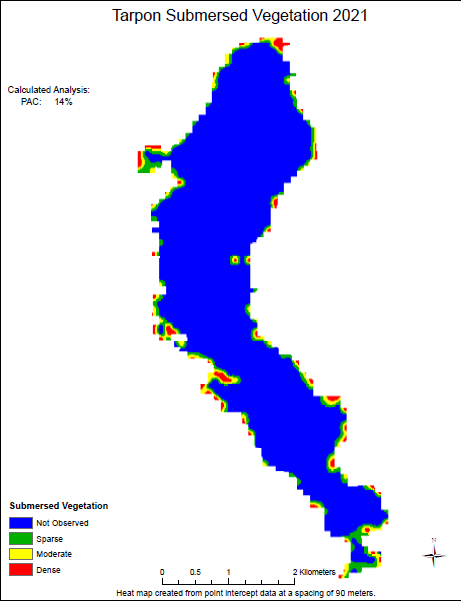 Tarpon Submersed Vegetation 2021
Calculated Analysis:
PAC: 14%
Submersed Vegetation
Not Observed
Sparse
Moderate
Dense
0 0.5 1 2 Kilometers
N
Heat map created from point intercept data at a spacing of 90 meters.